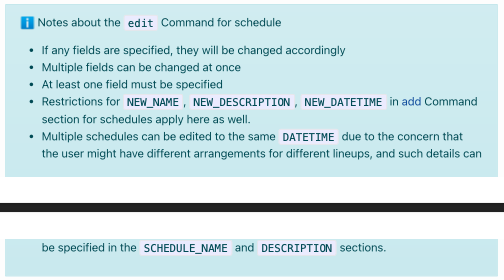 Notes about the edit Command for schedule
• If any fields are specified, they will be changed accordingly
• Multiple fields can be changed at once
• At least one field must be specified
• Restrictions for NEW_NAME, NEW_DESCRIPTION, NEW_DATETIME in add Command
section for schedules apply here as well.
• Multiple schedules can be edited to the same DATETIME due to the concern that
the user might have different arrangements for different lineups, and such details can
be specified in the SCHEDULE_NAME and DESCRIPTION sections.